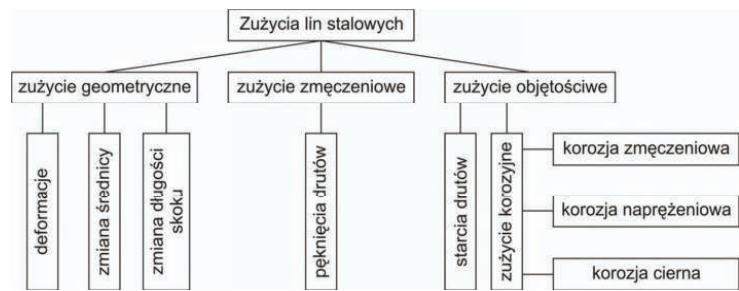 Zużycia lin stalowych
zużycie geometryczne
zużycie zmęczeniowe
zużycie objętościwe
deformacje
zmiana średnicy
zmiana długości
skoku
pęknięcia drutów
starcia drutów
zużycie korozyjne
korozja zmęczeniowa
korozja naprężeniowa
korozja cierna